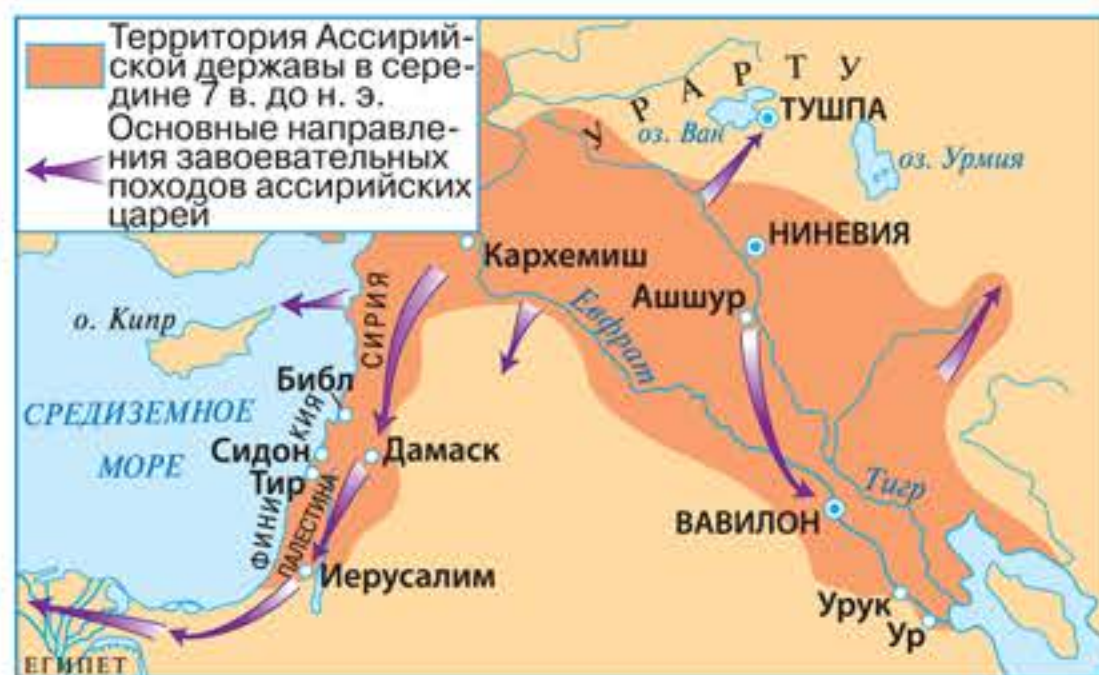 Территория Ассирий-
ской державы в сере-
дине 7 в. до н. э.
Основные направле-
ния завоевательных
походов ассирийских
царей
УРАРТУ
ТУШПА
оз. Ван
оз. Урмия
НИНЕВИЯ
Кархемиш
Ашшур
о. Кипр
СИРИЯ
Евфрат
Библ
СРЕДИЗЕМНОЕ
МОРЕ
ФИНИКИЯ
Сидон
Дамаск
Тир
ПАЛЕСТИНА
Тигр
ВАВИЛОН
Иерусалим
Урук
Ур
ЕГИПЕТ